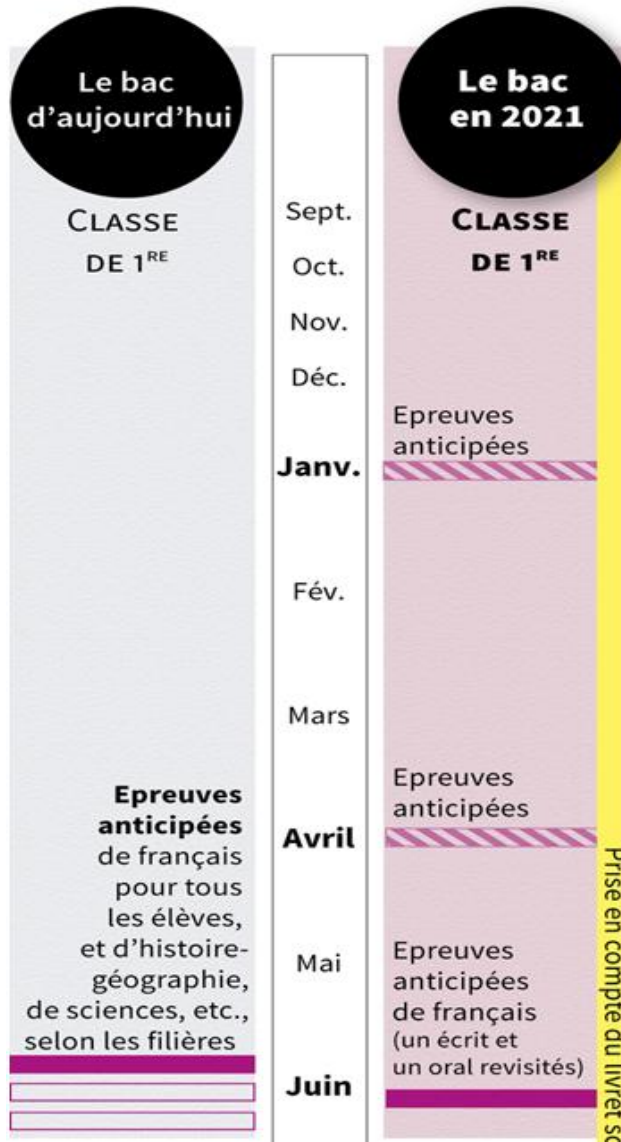 Le bac
d'aujourd'hui
CLASSE
DE 1RE
Epreuves
anticipées
de français
pour tous
les élèves,
et d'histoire-
géographie,
de sciences, etc.,
selon les filières
Sept.
Oct.
Nov.
Déc.
Janv.
Fév.
Mars
Avril
Mai
Juin
Le bac
en 2021
CLASSE
DE 1RE
Epreuves
anticipées
Epreuves
anticipées
Epreuves
anticipées
de français
(un écrit et
un oral revisités)
Prise en compte du livret